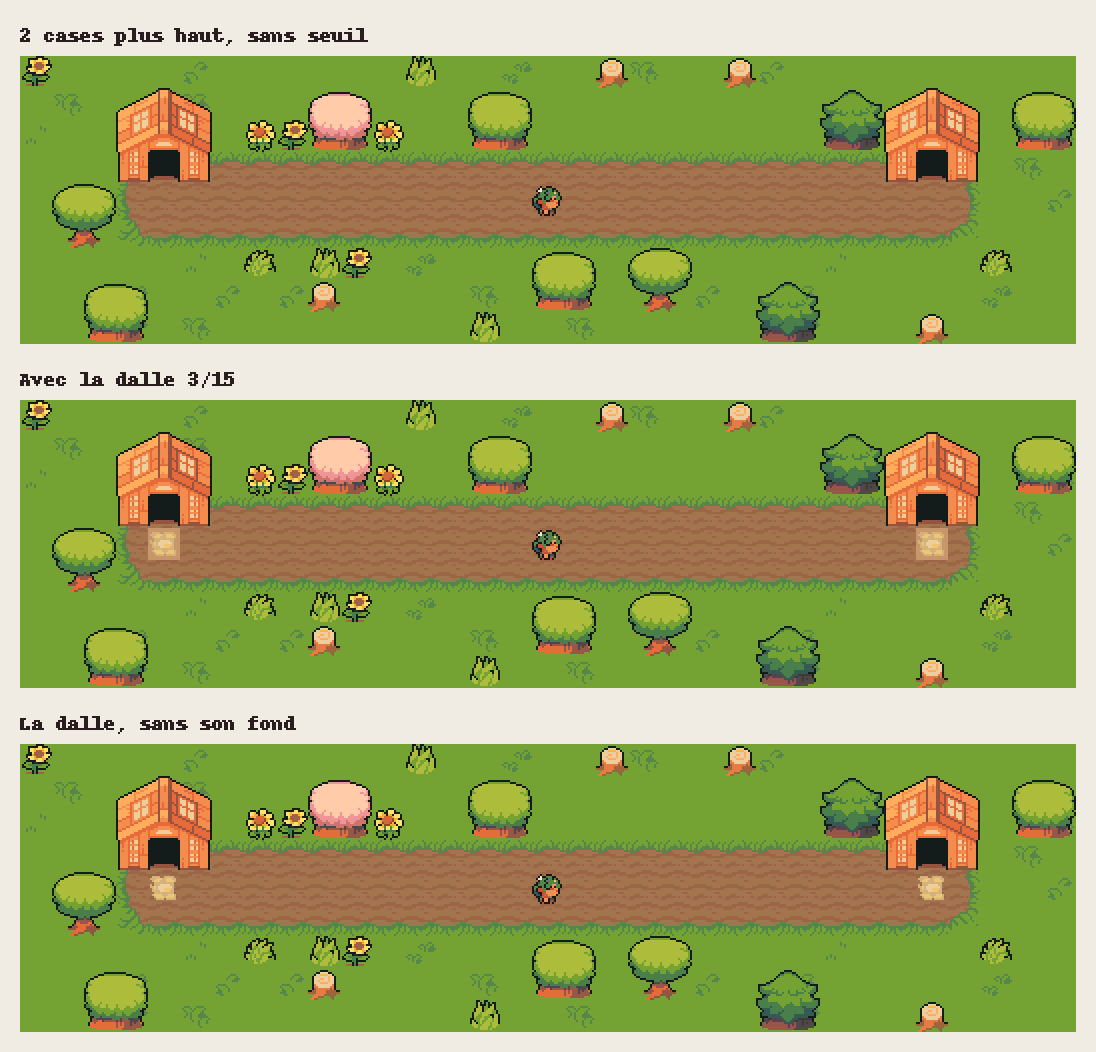 2 cases plus haut, sans seuil
Avec la dalle 3/15
La dalle, sans son fond